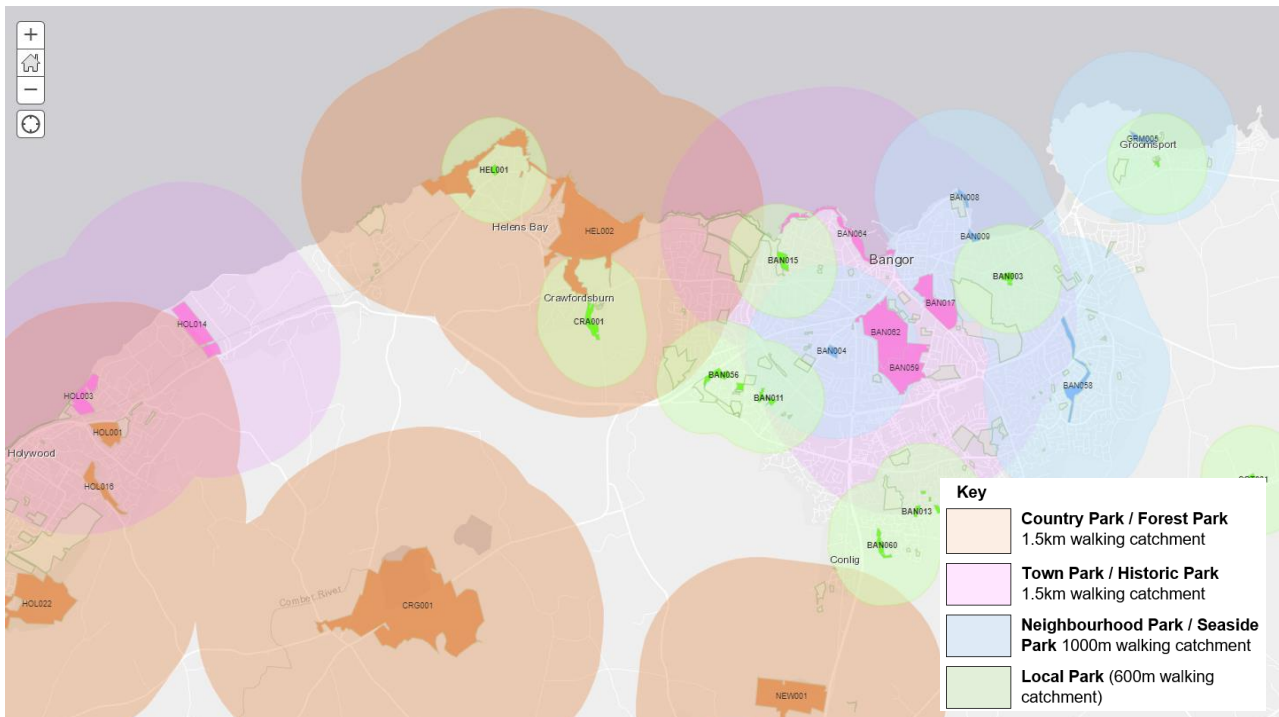 +
−
GRM005
Groomsport
HEL001
BAN008
Helens Bay
HEL002
BAN064
BAN009
BAN015
Bangor
BAN003
Crawfordsburn
BAN017
CRA001
HOL014
BAN062
BAN004
BAN059
BAN056
BAN058
HOL003
BAN011
HOL001
Holywood
HOL016
BAN013
BAN060
Conlig
Comber River
HOL022
CRG001
NEW001
Key
Country Park / Forest Park
1.5km walking catchment
Town Park / Historic Park
1.5km walking catchment
Neighbourhood Park / Seaside
Park 1000m walking catchment
Local Park (600m walking
catchment)